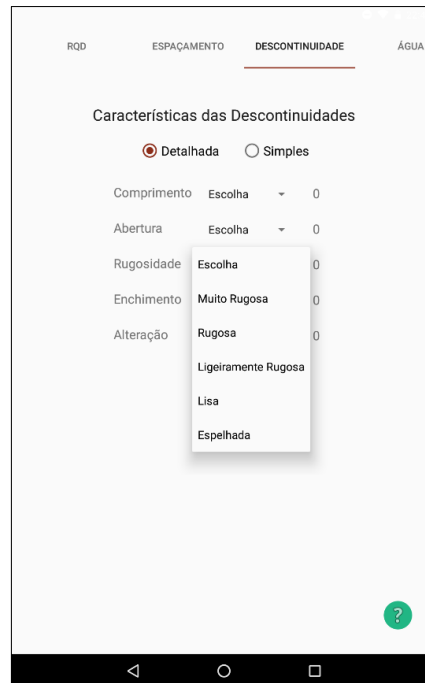 RQD ESPAÇAMENTO DESCONTINUIDADE ÁGUA
Características das Descontinuidades
Detalhada Simples
Comprimento Escolha 0
Abertura Escolha 0
Rugosidade Escolha 0
Enchimento Muito Rugosa 0
Rugosa
Alteração 0
Ligeiramente Rugosa
Lisa
Espelhada
?